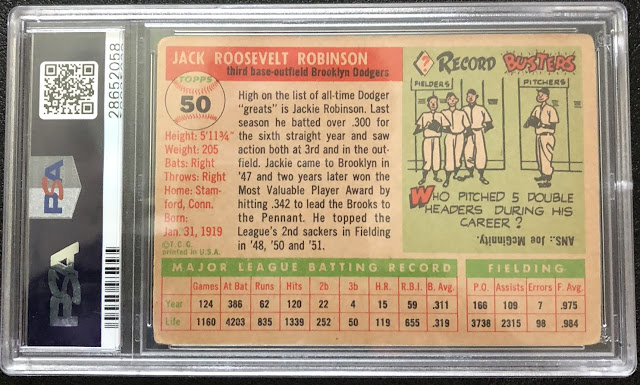 PSA
PSA
28652058
JACK ROOSEVELT ROBINSON
third base-outfield Brooklyn Dodgers
TOPPS
50
Height: 5'11¾"
Weight: 205
Bats: Right
Throws: Right
Home: Stam-
ford, Conn.
Born:
Jan. 31, 1919
© T. C. G.
printed in U.S.A.
High on the list of all-time Dodger
"greats" is Jackie Robinson. Last
season he batted over .300 for
the sixth straight year and saw
action both at 3rd and in the out-
field. Jackie came to Brooklyn in
'47 and two years later won the
Most Valuable Player Award by
hitting .342 to lead the Brooks to
the Pennant. He topped the
League's 2nd sackers in Fielding
in '48, '50 and '51.
? RECORD BUSTERS
FIELDERS PITCHERS
WHO PITCHED 5 DOUBLE
HEADERS DURING HIS
CAREER?
ANS.: Joe McGinnity.
MAJOR LEAGUE BATTING RECORD FIELDING
Games At Bat Runs Hits 2b 3b H.R. R.B.I. B. Avg. P.O. Assists Errors F. Avg.
Year 124 386 62 120 22 6 15 59 .311 166 109 7 .975
Life 1160 4203 835 1339 252 50 119 655 .319 3738 2315 98 .984